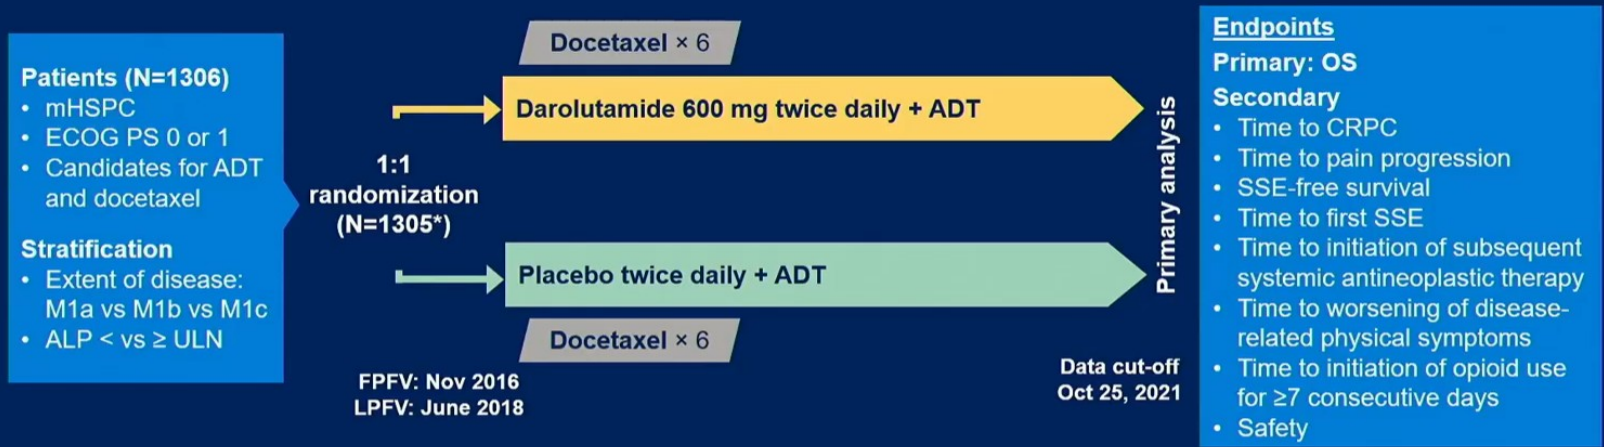 Patients (N=1306)
• mHSPC
• ECOG PS 0 or 1
• Candidates for ADT
and docetaxel
Stratification
• Extent of disease:
M1a vs M1b vs M1c
• ALP < vs ≥ ULN
1:1
randomization
(N=1305*)
FPFV: Nov 2016
LPFV: June 2018
Docetaxel × 6
Darolutamide 600 mg twice daily + ADT
Placebo twice daily + ADT
Docetaxel × 6
Primary analysis
Data cut-off
Oct 25, 2021
Endpoints
Primary: OS
Secondary
• Time to CRPC
• Time to pain progression
• SSE-free survival
• Time to first SSE
• Time to initiation of subsequent
systemic antineoplastic therapy
• Time to worsening of disease-
related physical symptoms
• Time to initiation of opioid use
for ≥7 consecutive days
• Safety